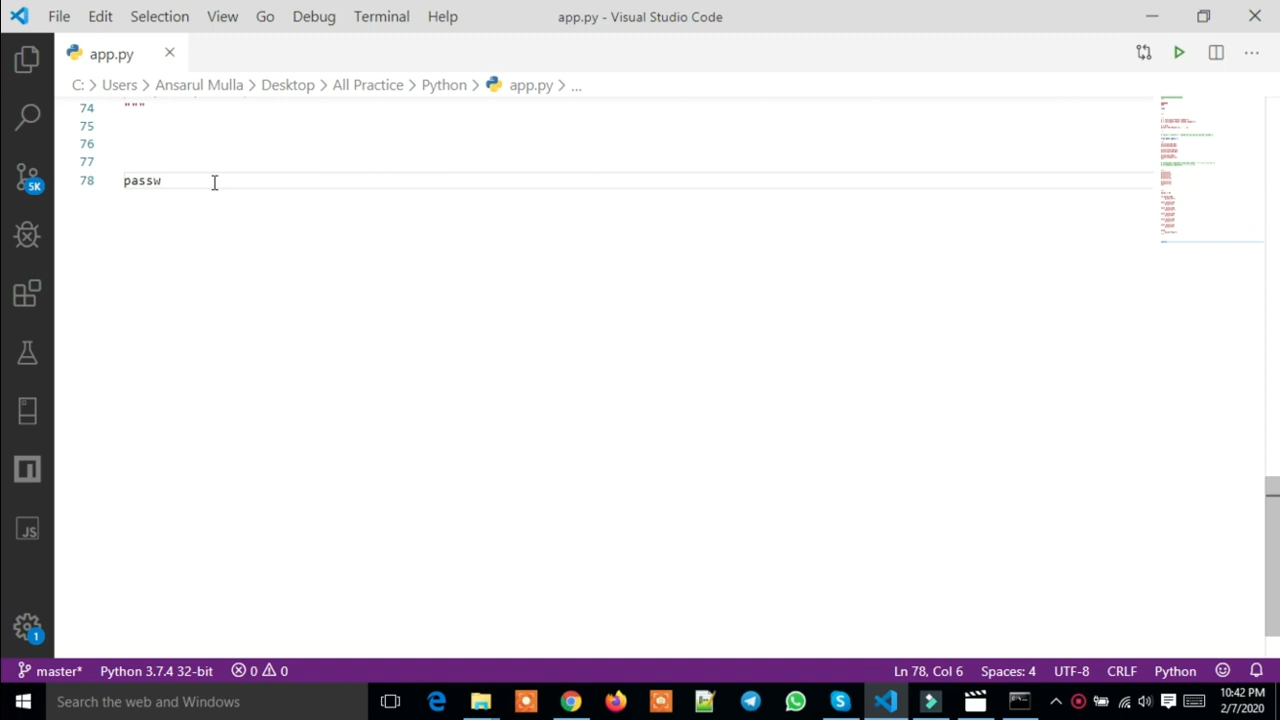 File Edit Selection View Go Debug Terminal Help app.py - Visual Studio Code
app.py
C: > Users > Ansarul Mulla > Desktop > All Practice > Python > app.py > ...
74 """
75
76
77
78 passw
5K
JS
1
master* Python 3.7.4 32-bit 0 0 Ln 78, Col 6 Spaces: 4 UTF-8 CRLF Python
Search the web and Windows 10:42 PM
2/7/2020